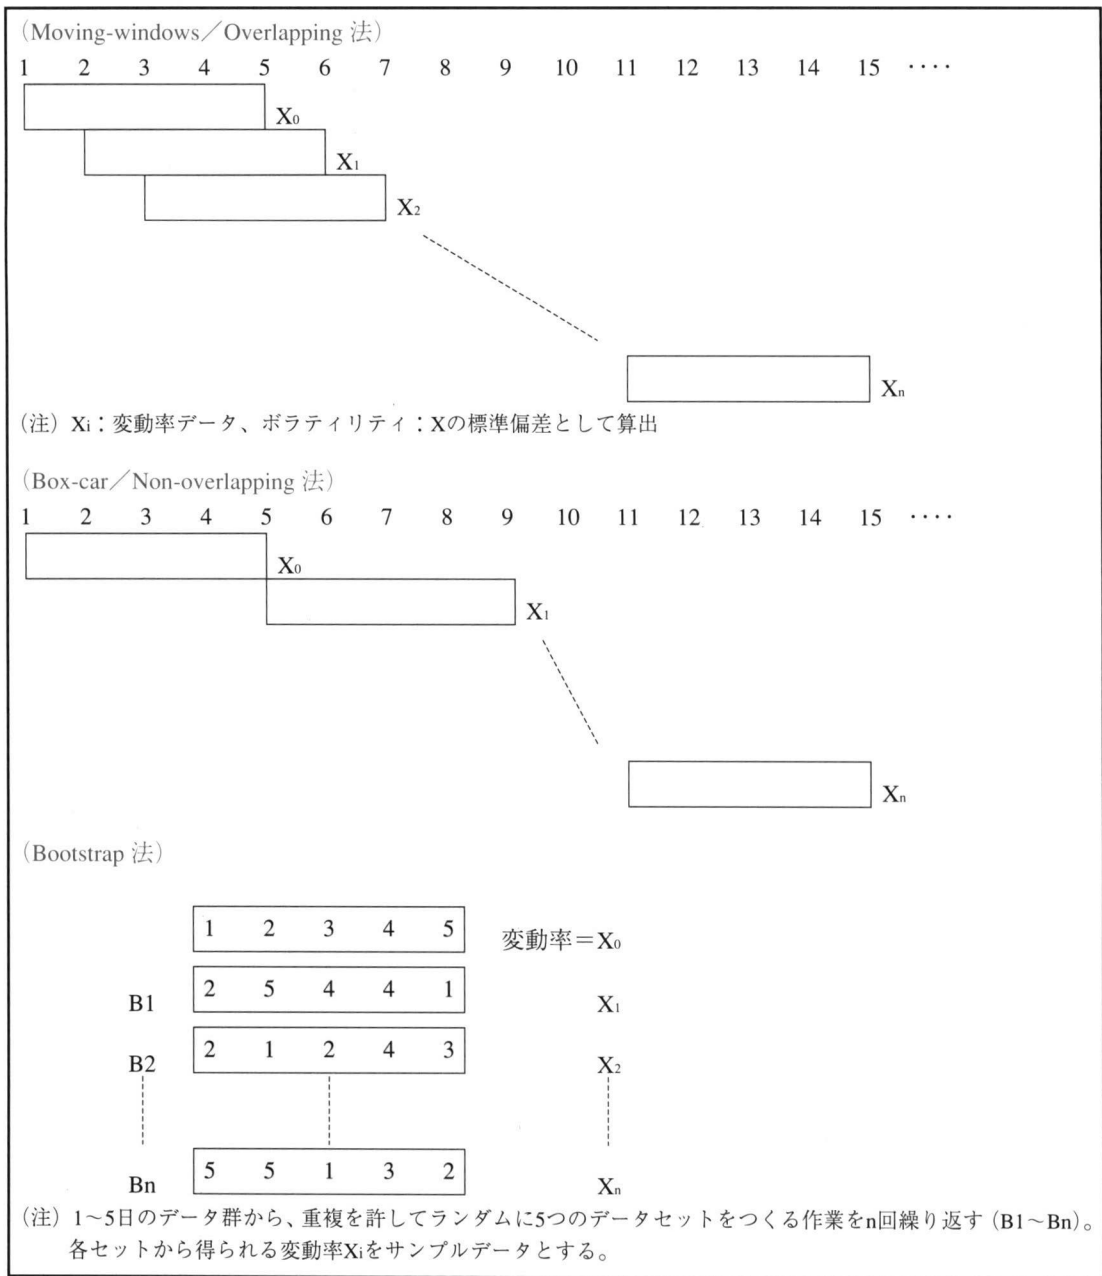 （Moving-windows／Overlapping 法）
1 2 3 4 5 6 7 8 9 10 11 12 13 14 15 ‥‥
X0
X1
X2
Xn
（注）Xi：変動率データ、ボラティリティ：Xの標準偏差として算出
（Box-car／Non-overlapping 法）
1 2 3 4 5 6 7 8 9 10 11 12 13 14 15 ‥‥
X0
X1
Xn
（Bootstrap 法）
1 2 3 4 5 変動率＝X0
B1 2 5 4 4 1 X1
B2 2 1 2 4 3 X2
Bn 5 5 1 3 2 Xn
（注）1～5日のデータ群から、重複を許してランダムに5つのデータセットをつくる作業をn回繰り返す（B1～Bn）。
各セットから得られる変動率Xiをサンプルデータとする。